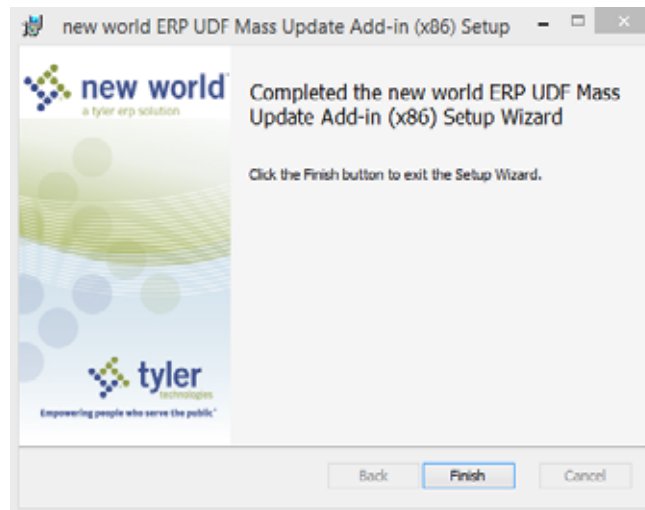 new world ERP UDF Mass Update Add-in (x86) Setup
new world
a tyler erp solution
Completed the new world ERP UDF Mass
Update Add-in (x86) Setup Wizard
Click the Finish button to exit the Setup Wizard.
tyler
technologies
Empowering people who serve the public®
Back
Finish
Cancel